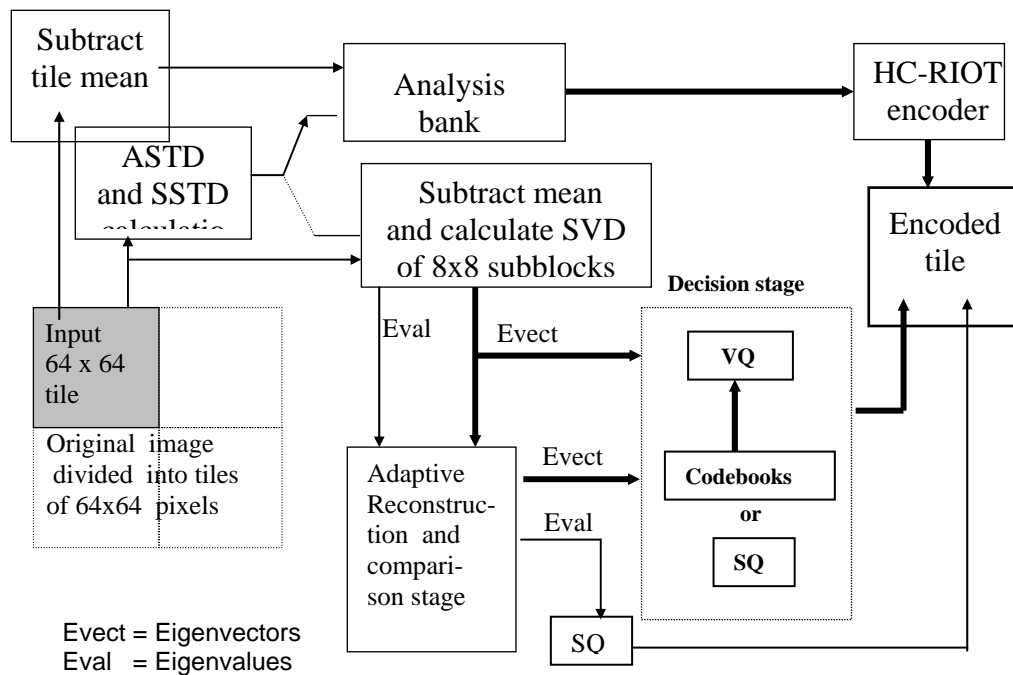 Subtract
tile mean
Analysis
bank
HC-RIOT
encoder
ASTD
and SSTD
calculatio
Subtract mean
and calculate SVD
of 8x8 subblocks
Encoded
tile
Decision stage
Input
64 x 64
tile
Eval
Evect
VQ
Original image
divided into tiles
of 64x64 pixels
Adaptive
Reconstruc-
tion and
compari-
son stage
Evect
Eval
Codebooks
or
SQ
SQ
Evect = Eigenvectors
Eval = Eigenvalues